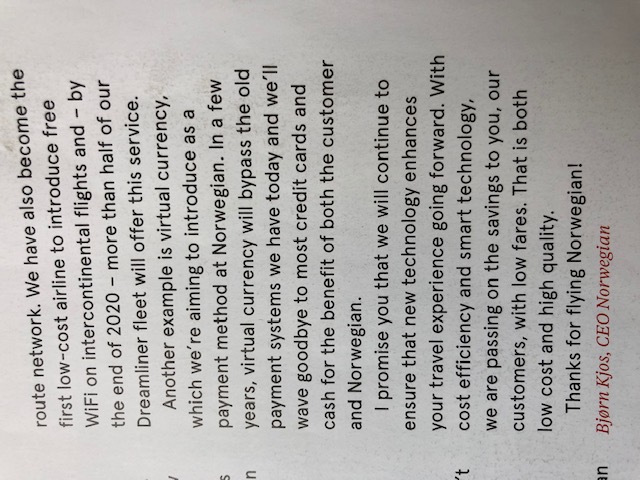 route network. We have also become the
first low-cost airline to introduce free
WiFi on intercontinental flights and – by
the end of 2020 – more than half of our
Dreamliner fleet will offer this service.
Another example is virtual currency,
which we're aiming to introduce as a
payment method at Norwegian. In a few
years, virtual currency will bypass the old
payment systems we have today and we'll
wave goodbye to most credit cards and
cash for the benefit of both the customer
and Norwegian.
I promise you that we will continue to
ensure that new technology enhances
your travel experience going forward. With
cost efficiency and smart technology,
we are passing on the savings to you, our
customers, with low fares. That is both
low cost and high quality.
Thanks for flying Norwegian!
Bjørn Kjos, CEO Norwegian